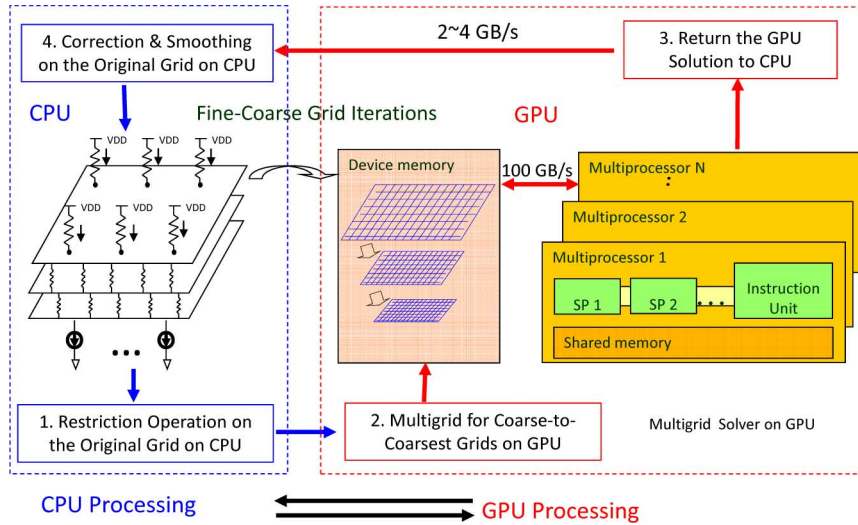 4. Correction & Smoothing
on the Original Grid on CPU
2~4 GB/s
3. Return the GPU
Solution to CPU
CPU
Fine-Coarse Grid Iterations
GPU
VDD
VDD
VDD
VDD
VDD
VDD
Device memory
100 GB/s
Multiprocessor N
:
Multiprocessor 2
Multiprocessor 1
SP 1
SP 2
...
Instruction
Unit
Shared memory
...
1. Restriction Operation on
the Original Grid on CPU
2. Multigrid for Coarse-to-
Coarsest Grids on GPU
Multigrid Solver on GPU
CPU Processing
GPU Processing